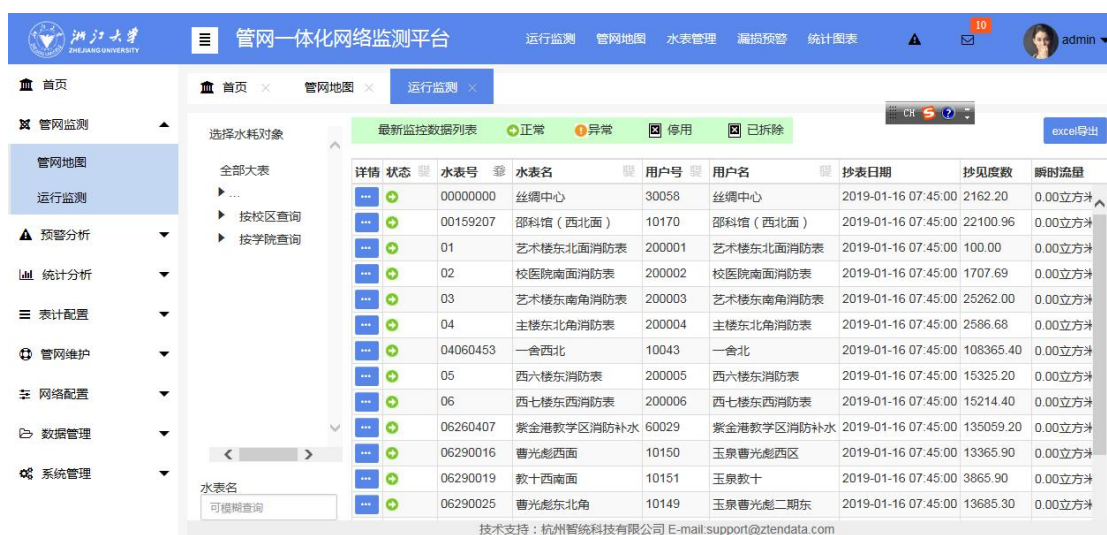 浙江大学 ZHEJIANG UNIVERSITY 管网一体化网络监测平台 运行监测 管网地图 水表管理 漏损预警 统计图表 10 admin
首页 首页 管网地图 运行监测
CH
管网监测 选择水耗对象 最新监控数据列表 正常 异常 停用 已拆除 excel导出
管网地图 全部大表 详情 状态 水表号 水表名 用户号 用户名 抄表日期 抄见度数 瞬时流量
运行监测 ... 00000000 丝绸中心 30058 丝绸中心 2019-01-16 07:45:00 2162.20 0.00立方米
按校区查询 00159207 邵科馆(西北面) 10170 邵科馆(西北面) 2019-01-16 07:45:00 22100.96 0.00立方米
预警分析 按学院查询 01 艺术楼东北面消防表 200001 艺术楼东北面消防表 2019-01-16 07:45:00 100.00 0.00立方米
统计分析 02 校医院南面消防表 200002 校医院南面消防表 2019-01-16 07:45:00 1707.69 0.00立方米
03 艺术楼东南角消防表 200003 艺术楼东南角消防表 2019-01-16 07:45:00 25262.00 0.00立方米
表计配置 04 主楼东北角消防表 200004 主楼东北角消防表 2019-01-16 07:45:00 2586.68 0.00立方米
管网维护 04060453 一舍西北 10043 一舍北 2019-01-16 07:45:00 108365.40 0.00立方米
05 西六楼东消防表 200005 西六楼东消防表 2019-01-16 07:45:00 15325.20 0.00立方米
网络配置 06 西七楼东西消防表 200006 西七楼东西消防表 2019-01-16 07:45:00 15214.40 0.00立方米
数据管理 06260407 紫金港教学区消防补水 60029 紫金港教学区消防补水 2019-01-16 07:45:00 135059.20 0.00立方米
06290016 曹光彪西面 10150 玉泉曹光彪西区 2019-01-16 07:45:00 13365.90 0.00立方米
系统管理 水表名 06290019 教十西南面 10151 玉泉教十 2019-01-16 07:45:00 3865.90 0.00立方米
可模糊查询 06290025 曹光彪东北角 10149 玉泉曹光彪二期东 2019-01-16 07:45:00 13685.30 0.00立方米
技术支持:杭州智统科技有限公司 E-mail:support@ztendata.com